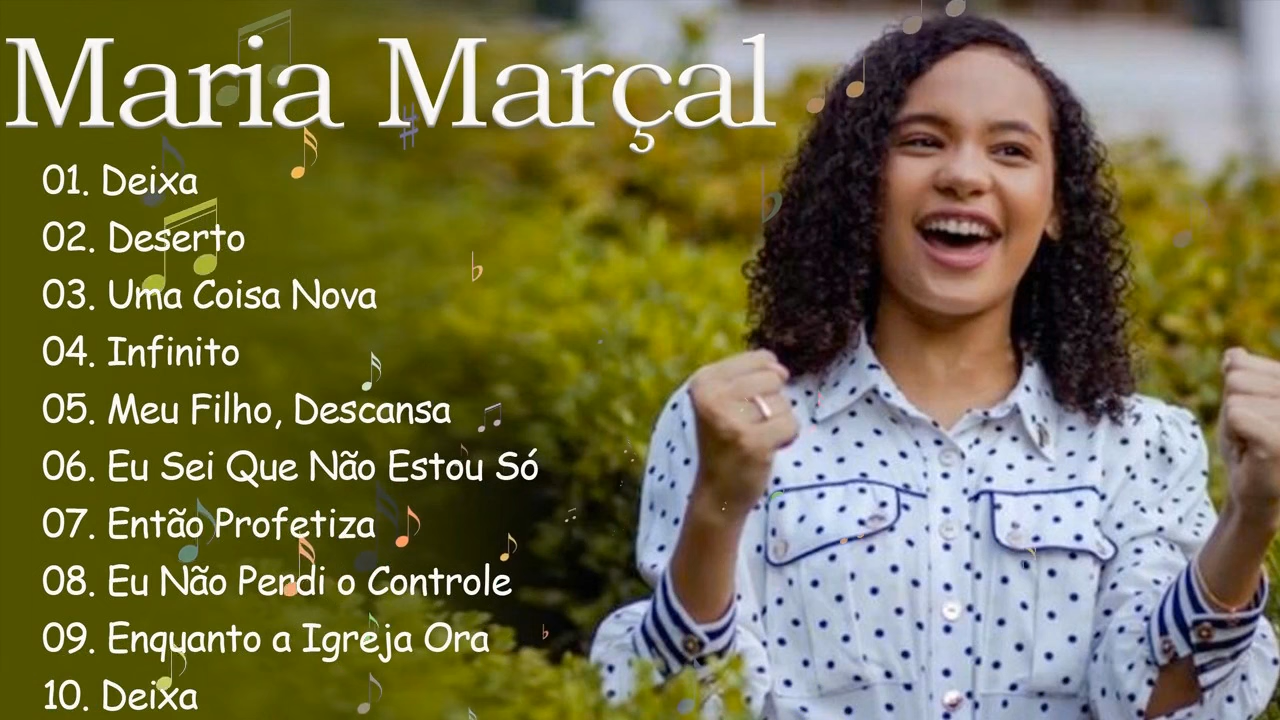 Maria Marçal
01. Deixa
02. Deserto
03. Uma Coisa Nova
04. Infinito
05. Meu Filho, Descansa
06. Eu Sei Que Não Estou Só
07. Então Profetiza
08. Eu Não Perdi o Controle
09. Enquanto a Igreja Ora
10. Deixa